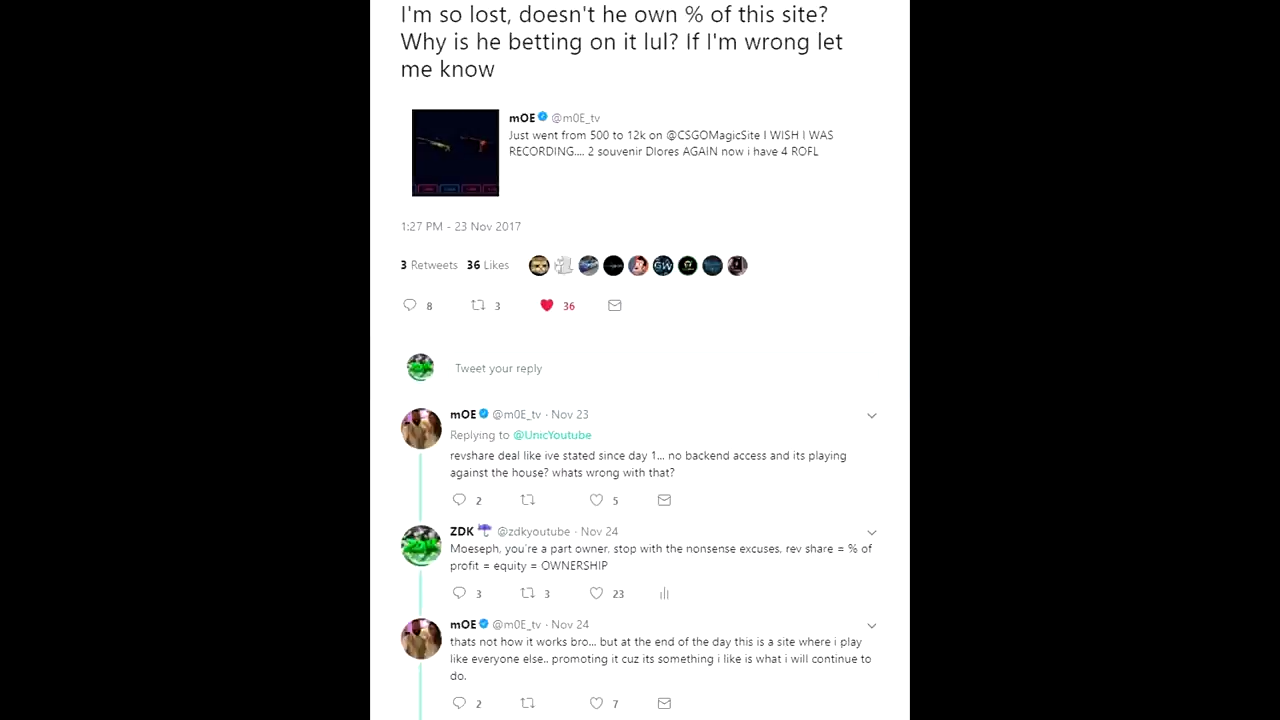 I'm so lost, doesn't he own % of this site?
Why is he betting on it lul? If I'm wrong let
me know
mOE @m0E_tv
Just went from 500 to 12k on @CSGOMagicSite I WISH I WAS
RECORDING.... 2 souvenir Dlores AGAIN now i have 4 ROFL
1:27 PM - 23 Nov 2017
3 Retweets 36 Likes
8 3 36
Tweet your reply
mOE @m0E_tv · Nov 23
Replying to @UnicYoutube
revshare deal like ive stated since day 1... no backend access and its playing
against the house? whats wrong with that?
2 5
ZDK @zdkyoutube · Nov 24
Moeseph, you're a part owner, stop with the nonsense excuses, rev share = % of
profit = equity = OWNERSHIP
3 3 23
mOE @m0E_tv · Nov 24
thats not how it works bro... but at the end of the day this is a site where i play
like everyone else.. promoting it cuz its something i like is what i will continue to
do.
2 7